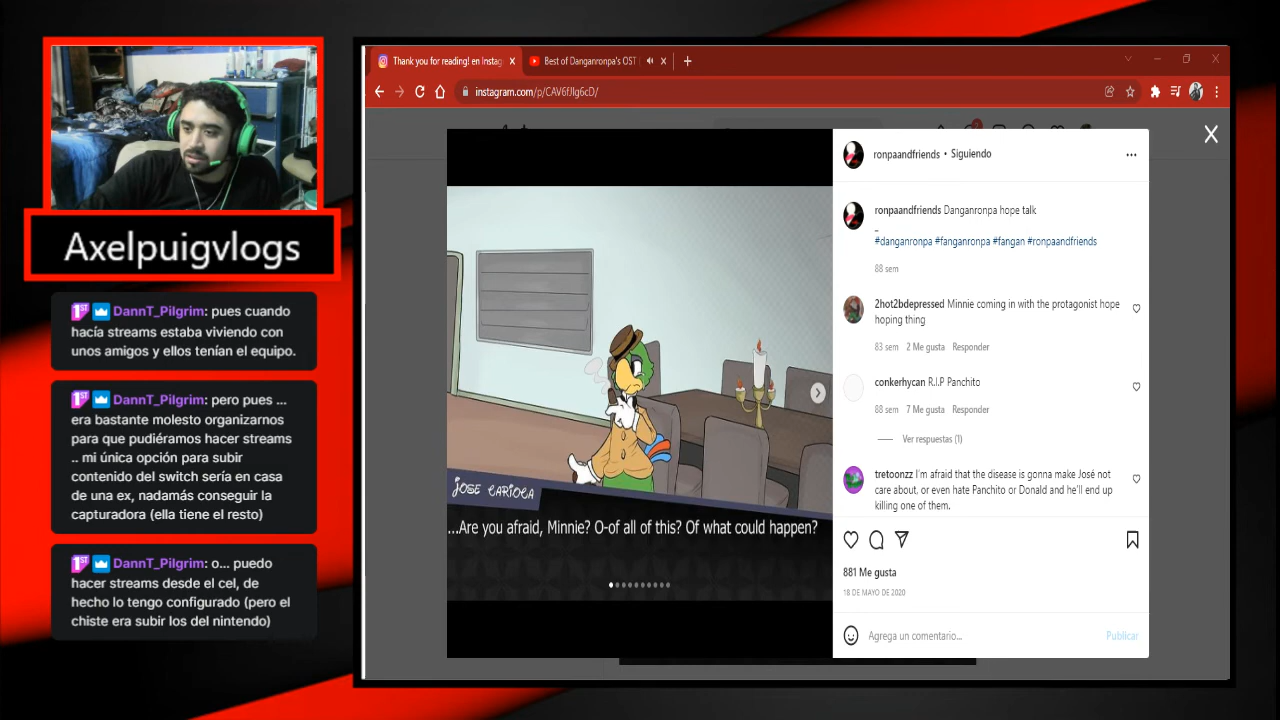 Axelpuigvlogs
1ST DannT_Pilgrim: pues cuando
hacía streams estaba viviendo con
unos amigos y ellos tenían el equipo.
1ST DannT_Pilgrim: pero pues ...
era bastante molesto organizarnos
para que pudiéramos hacer streams
.. mi única opción para subir
contenido del switch sería en casa
de una ex, nadamás conseguir la
capturadora (ella tiene el resto)
1ST DannT_Pilgrim: o... puedo
hacer streams desde el cel, de
hecho lo tengo configurado (pero el
chiste era subir los del nintendo)
Thank you for reading! en Instag
Best of Danganronpa's OST
instagram.com/p/CAV6fJlg6cD/
JOSÉ CARIOCA
...Are you afraid, Minnie? O-of all of this? Of what could happen?
ronpaandfriends • Siguiendo
ronpaandfriends Danganronpa hope talk
_
#danganronpa #fanganronpa #fangan #ronpaandfriends
88 sem
2hot2bdepressed Minnie coming in with the protagonist hope
hoping thing
83 sem 2 Me gusta Responder
conkerhycan R.I.P Panchito
88 sem 7 Me gusta Responder
Ver respuestas (1)
tretoonzz I'm afraid that the disease is gonna make José not
care about, or even hate Panchito or Donald and he'll end up
killing one of them.
881 Me gusta
18 DE MAYO DE 2020
Agrega un comentario...
Publicar